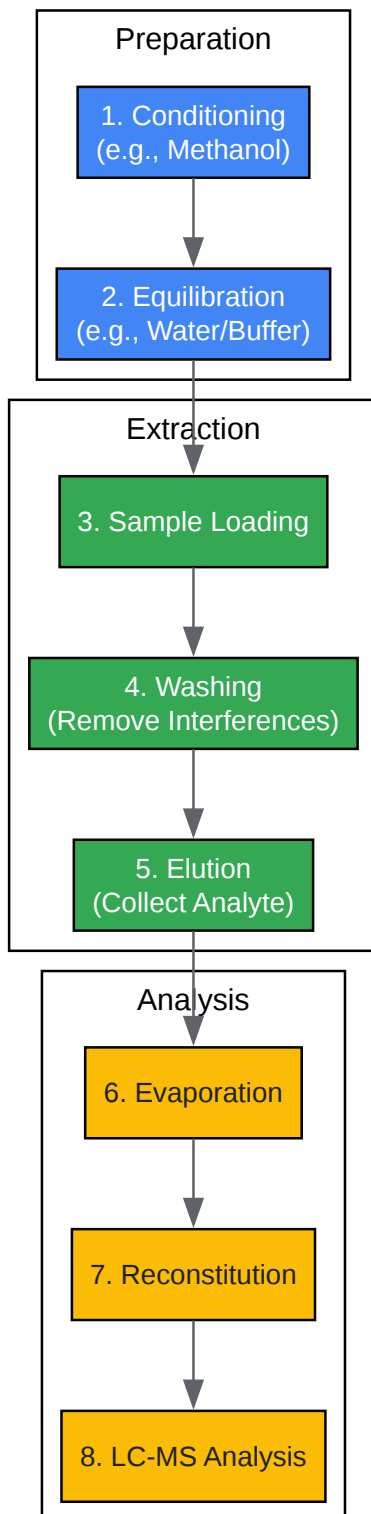 Preparation
1. Conditioning
(e.g., Methanol)
2. Equilibration
(e.g., Water/Buffer)
Extraction
3. Sample Loading
4. Washing
(Remove Interferences)
5. Elution
(Collect Analyte)
Analysis
6. Evaporation
7. Reconstitution
8. LC-MS Analysis